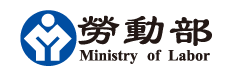 勞動部
Ministry of Labor